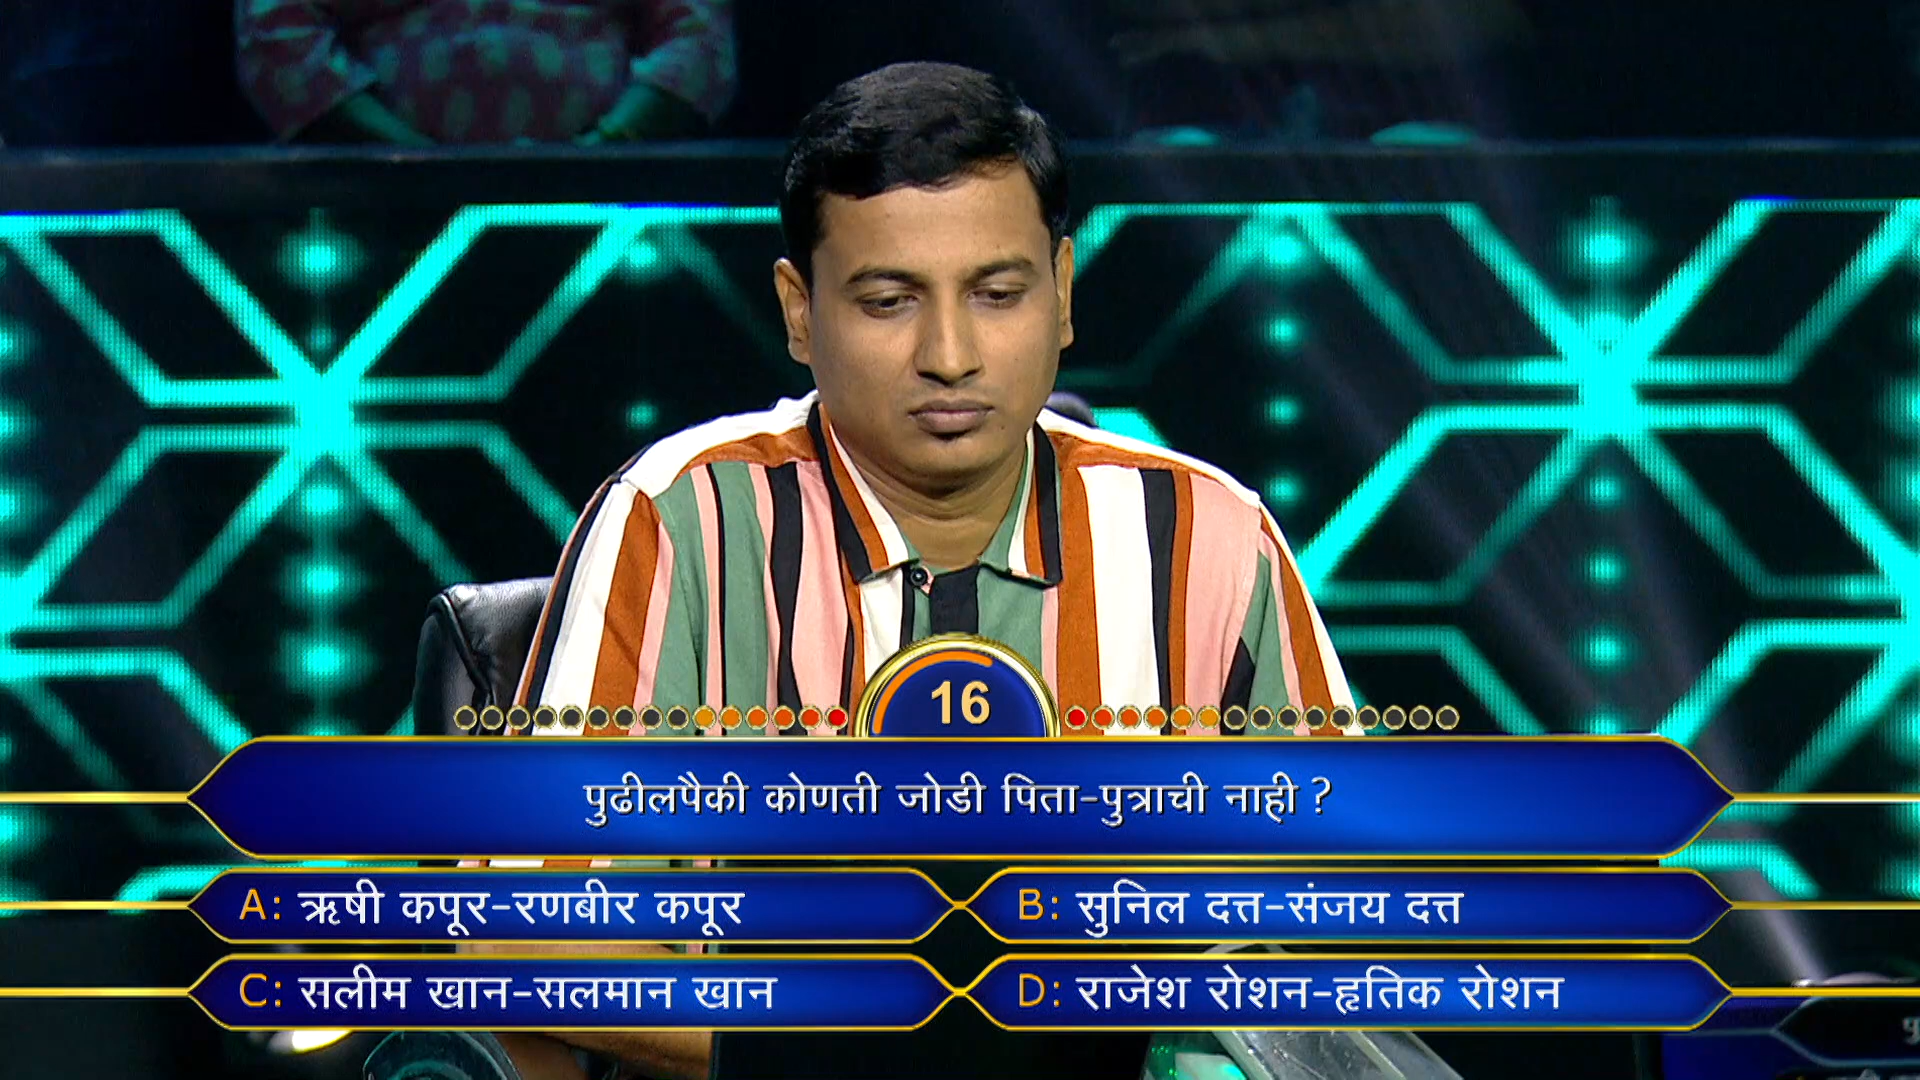 16
पुढीलपैकी कोणती जोडी पिता-पुत्राची नाही ?
A: ऋषी कपूर-रणबीर कपूर
B: सुनिल दत्त-संजय दत्त
C: सलीम खान-सलमान खान
D: राजेश रोशन-हृतिक रोशन